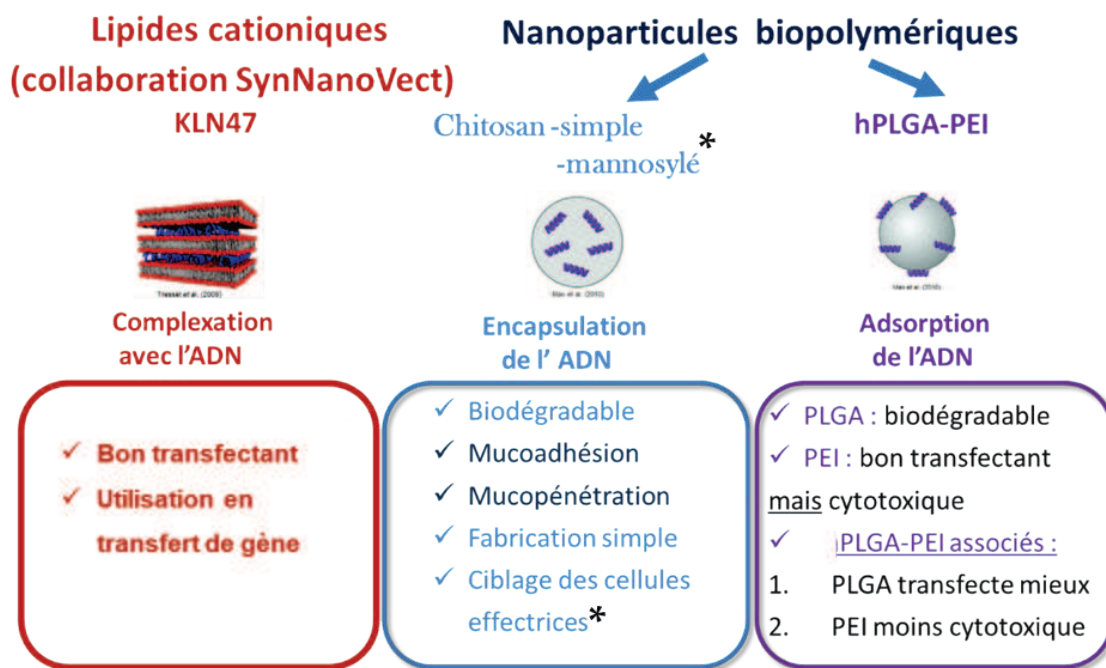 Lipides cationiques
(collaboration SynNanoVect)
KLN47
Complexation
avec l'ADN
✓ Bon transfectant
✓ Utilisation en
transfert de gène
Nanoparticules biopolymériques
Chitosan -simple
-mannosylé*
Encapsulation
de l' ADN
✓ Biodégradable
✓ Mucoadhésion
✓ Mucopénétration
✓ Fabrication simple
✓ Ciblage des cellules
effectrices*
hPLGA-PEI
Adsorption
de l'ADN
✓ PLGA : biodégradable
✓ PEI : bon transfectant
mais cytotoxique
✓ PLGA-PEI associés :
1. PLGA transfecte mieux
2. PEI moins cytotoxique